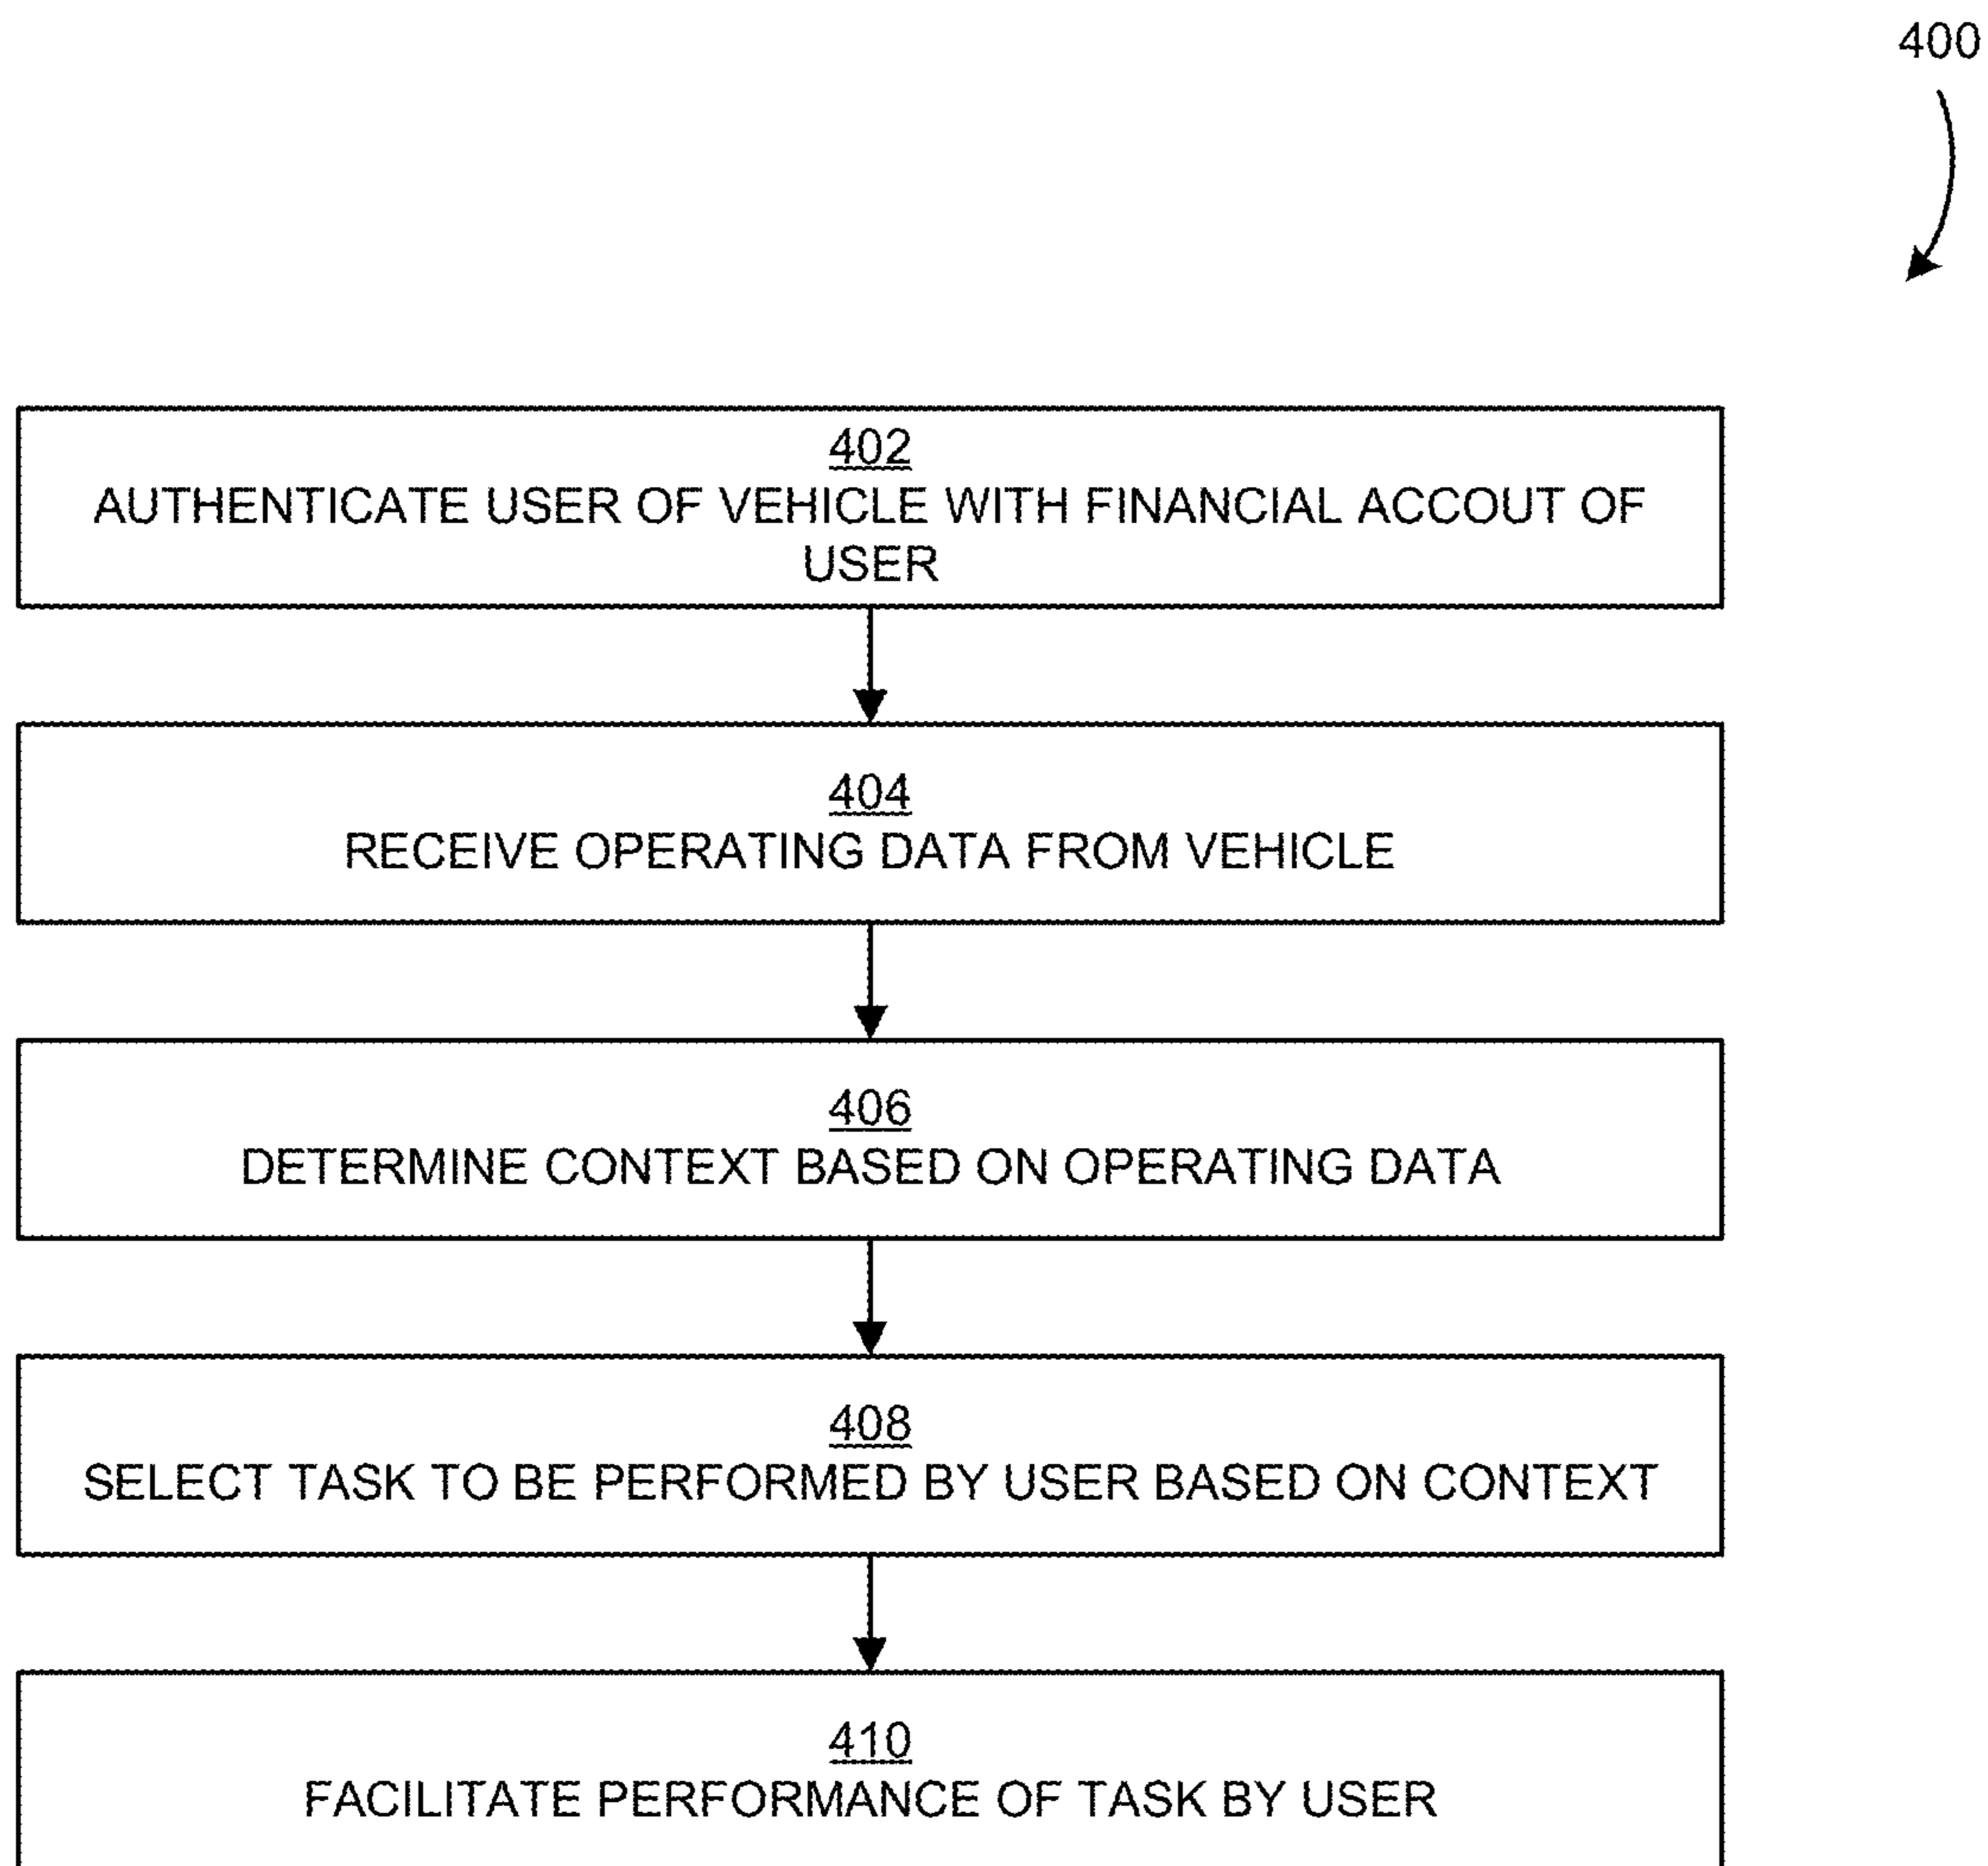 400
402
AUTHENTICATE USER OF VEHICLE WITH FINANCIAL ACCOUT OF
USER
404
RECEIVE OPERATING DATA FROM VEHICLE
406
DETERMINE CONTEXT BASED ON OPERATING DATA
408
SELECT TASK TO BE PERFORMED BY USER BASED ON CONTEXT
410
FACILITATE PERFORMANCE OF TASK BY USER